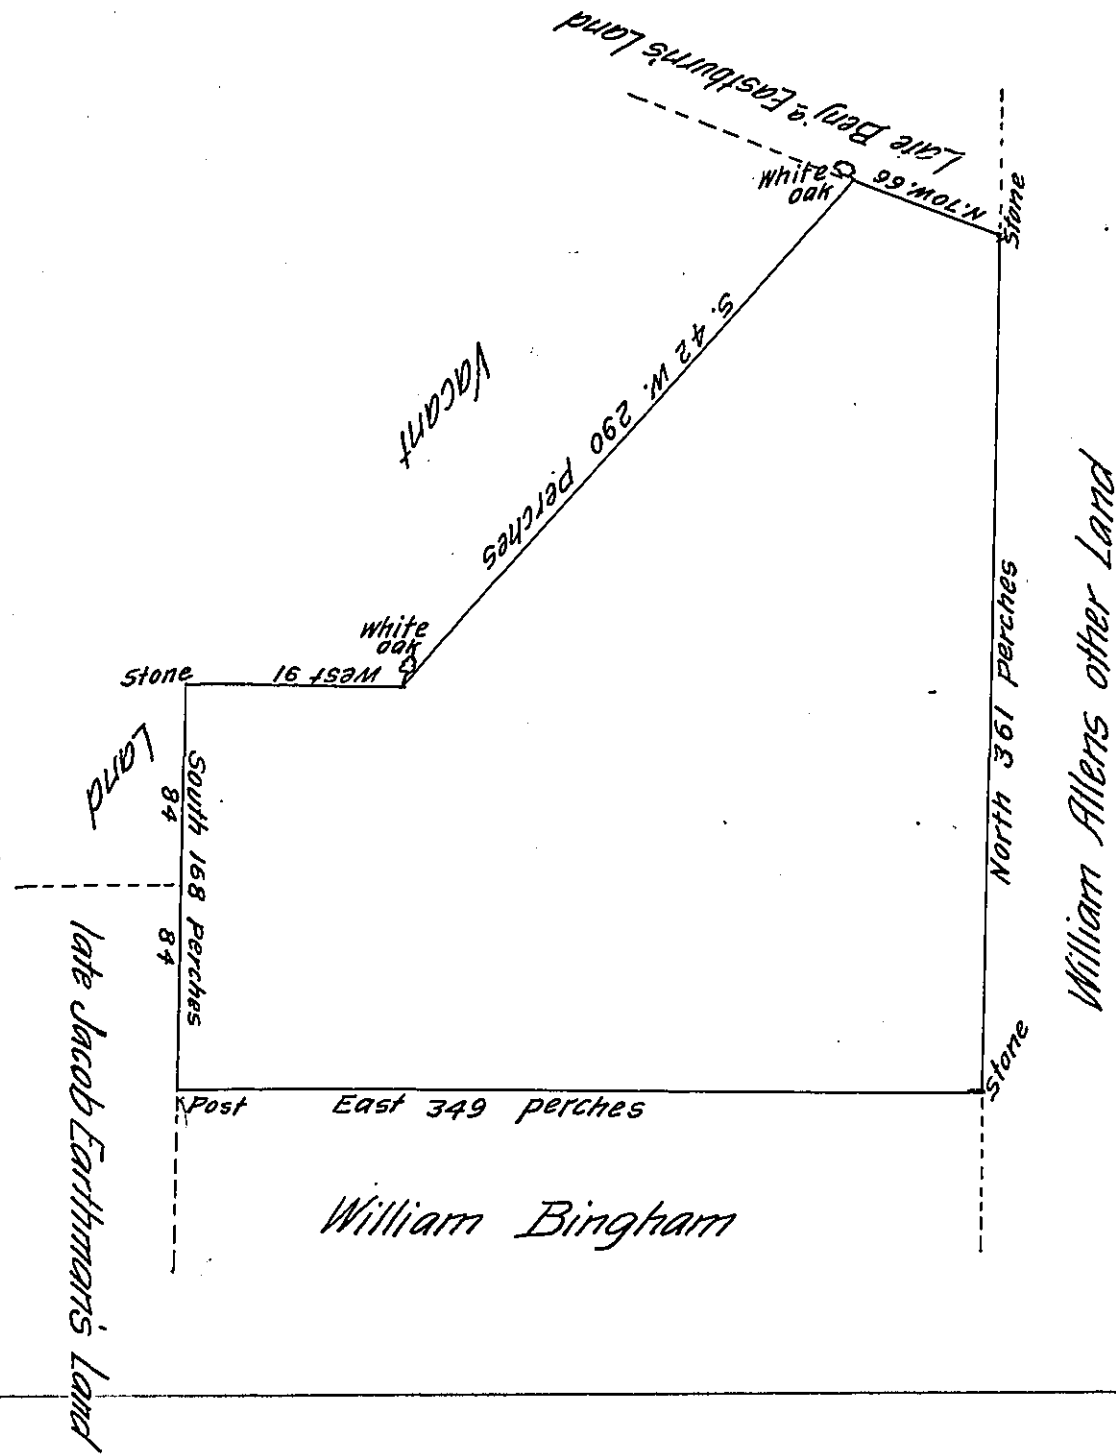 Late Benj.ª Eastburn's Land
N.70W.66
White
oak
Stone
S. 42 W. 290 perches
Vacant
White
oak
West 91
Stone
Land
South 168 perches
84
84
late Jacob Earthman's Land
North 361 perches
William Allens other Land
Stone
Post
East 349 perches
William Bingham